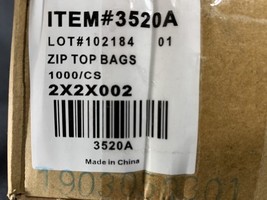 ITEM#3520A
LOT#102184 01
ZIP TOP BAGS
1000/CS
2X2X002
3520A
Made in China